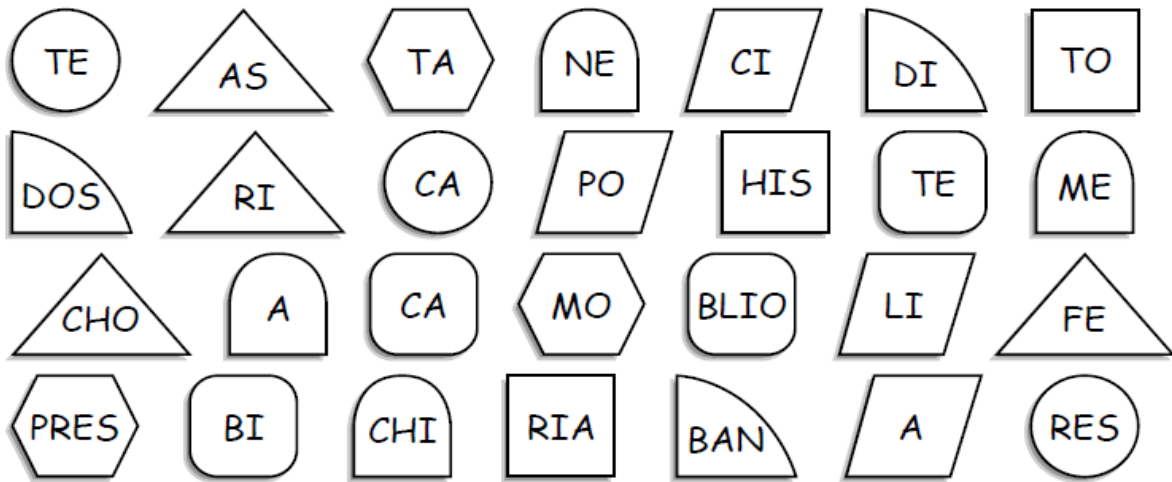 TE AS TA NE CI DI TO
DOS RI CA PO HIS TE ME
CHO A CA MO BLIO LI FE
PRES BI CHI RIA BAN A RES